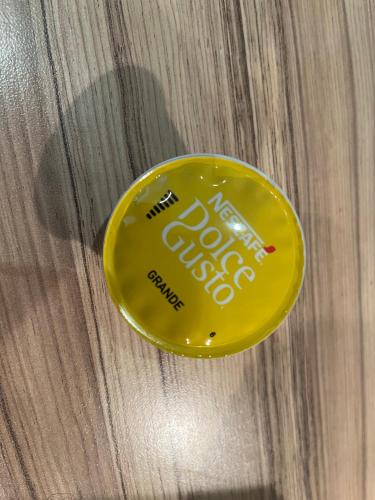 NESCAFÉ
Dolce
Gusto
GRANDE